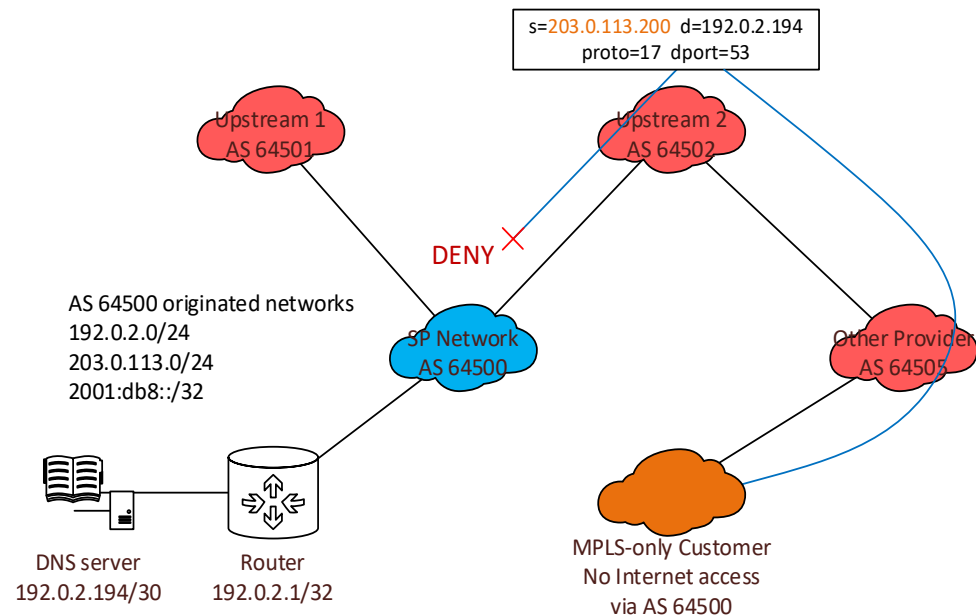 s=203.0.113.200 d=192.0.2.194
proto=17 dport=53
Upstream 1
AS 64501
Upstream 2
AS 64502
DENY
AS 64500 originated networks
192.0.2.0/24
203.0.113.0/24
2001:db8::/32
SP Network
AS 64500
Other Provider
AS 64505
DNS server
192.0.2.194/30
Router
192.0.2.1/32
MPLS-only Customer
No Internet access
via AS 64500